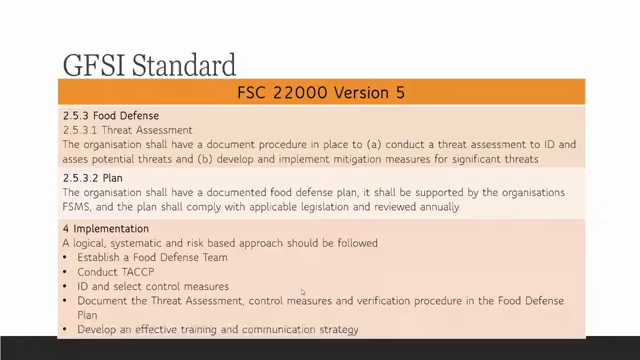 GFSI Standard
FSC 22000 Version 5
2.5.3 Food Defense
2.5.3.1 Threat Assessment
The organisation shall have a document procedure in place to (a) conduct a threat assessment to ID and
asses potential threats and (b) develop and implement mitigation measures for significant threats
2.5.3.2 Plan
The organisation shall have a documented food defense plan, it shall be supported by the organisations
FSMS, and the plan shall comply with applicable legislation and reviewed annually.
4 Implementation
A logical, systematic and risk based approach should be followed
• Establish a Food Defense Team
• Conduct TACCP
• ID and select control measures
• Document the Threat Assessment, control measures and verification procedure in the Food Defense
Plan
• Develop an effective training and communication strategy